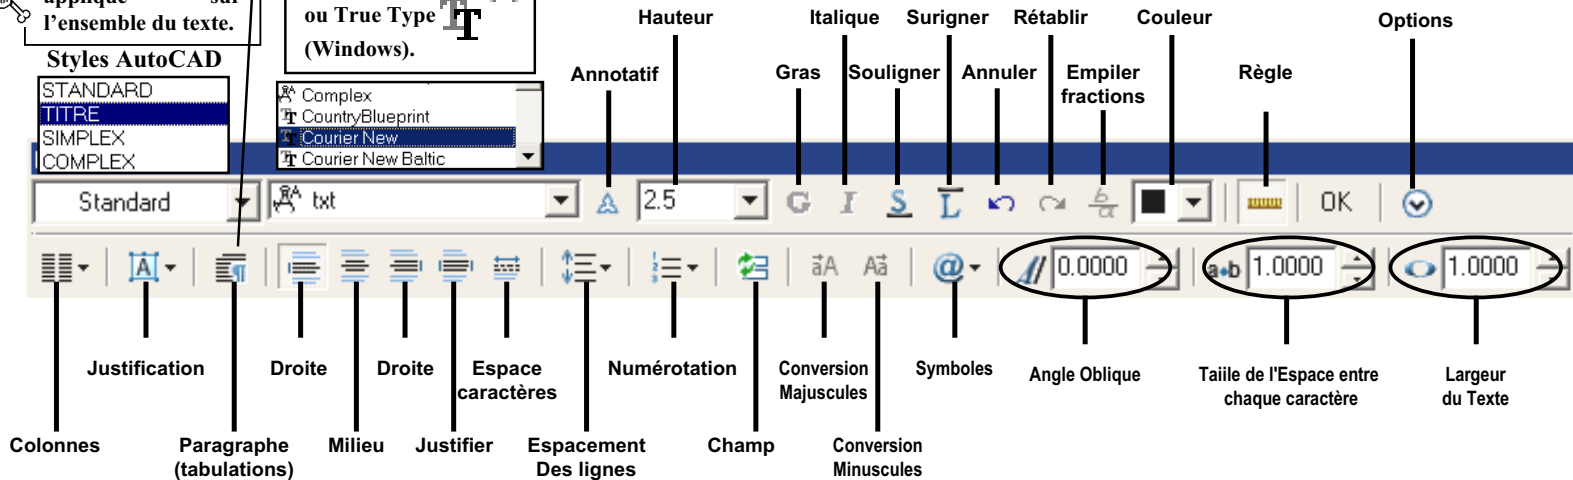 applique sur
l'ensemble du texte.
ou True Type
(Windows).
Styles AutoCAD
STANDARD
TITRE
SIMPLEX
COMPLEX
Complex
CountryBlueprint
Courier New
Courier New Baltic
Hauteur
Italique
Surigner
Rétablir
Couleur
Options
Annotatif
Gras
Souligner
Annuler
Empiler
fractions
Règle
Standard
txt
2.5
G I S L
b/a
OK
A
åA Aå
@
0.0000
a b
1.0000
1.0000
Justification
Droite
Droite
Espace
caractères
Numérotation
Conversion
Majuscules
Symboles
Angle Oblique
Taiile de l'Espace entre
chaque caractère
Largeur
du Texte
Colonnes
Paragraphe
(tabulations)
Milieu
Justifier
Espacement
Des lignes
Champ
Conversion
Minuscules